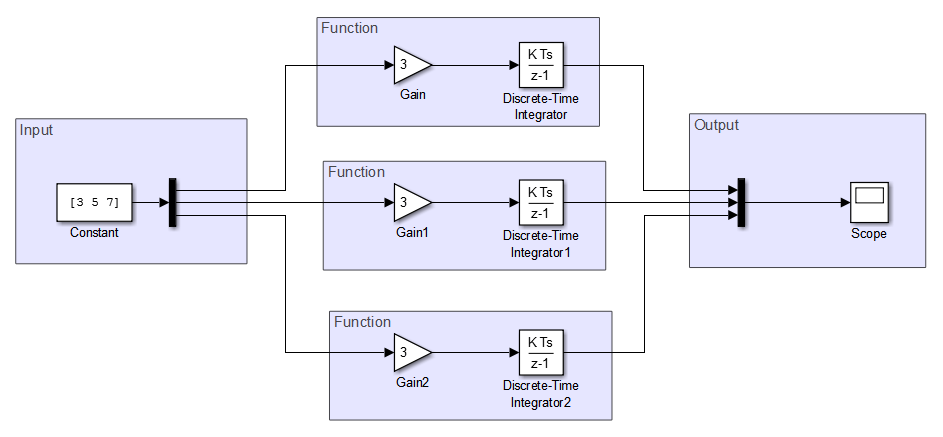 Function
3
Gain
K Ts
z-1
Discrete-Time
Integrator
Input
[3 5 7]
Constant
Function
3
Gain1
K Ts
z-1
Discrete-Time
Integrator1
Output
Scope
Function
3
Gain2
K Ts
z-1
Discrete-Time
Integrator2